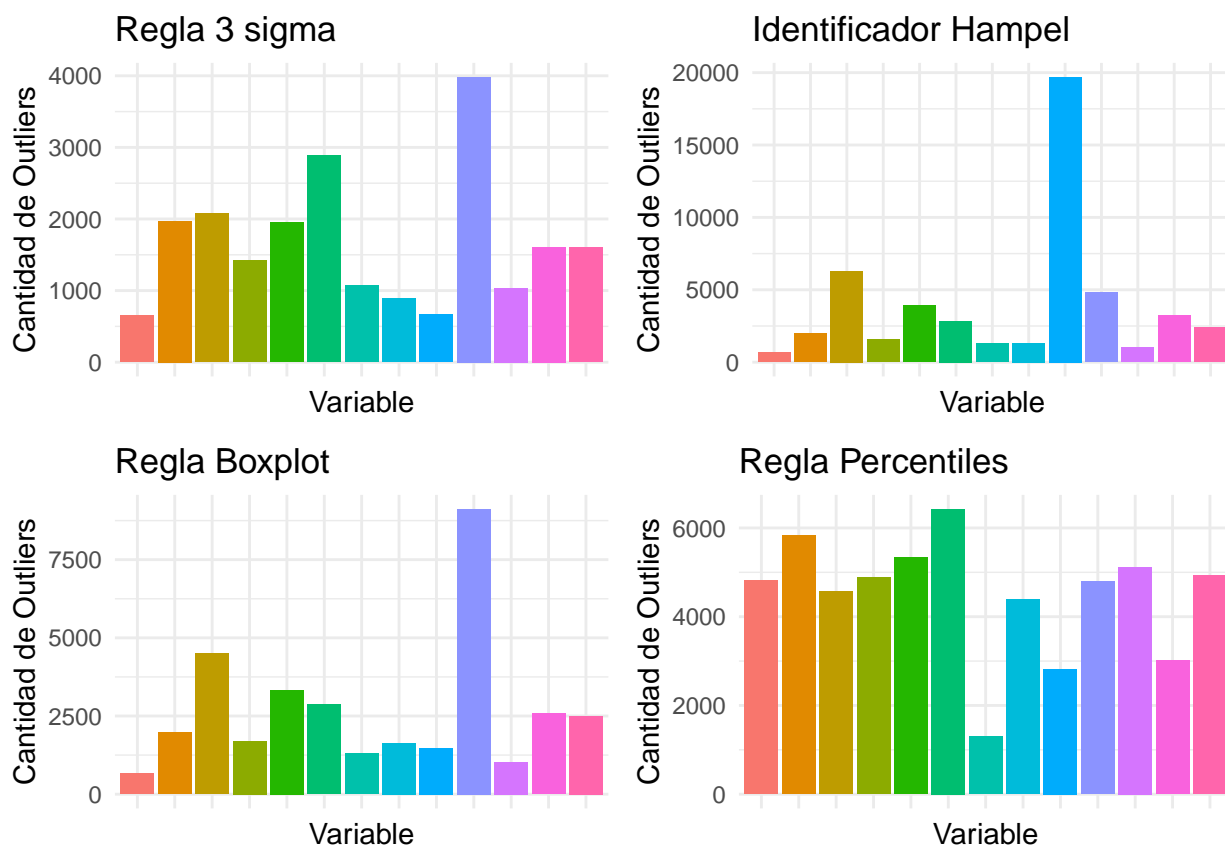 Regla 3 sigma
Cantidad de Outliers
4000
3000
2000
1000
0
Variable
Identificador Hampel
Cantidad de Outliers
20000
15000
10000
5000
0
Variable
Regla Boxplot
Cantidad de Outliers
7500
5000
2500
0
Variable
Regla Percentiles
Cantidad de Outliers
6000
4000
2000
0
Variable